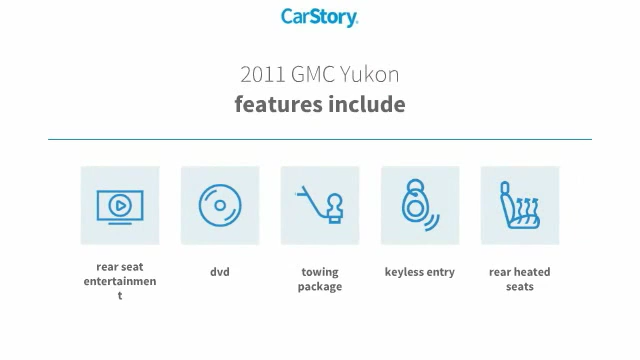 CarStory.
2011 GMC Yukon
features include
rear seat
entertainmen
t
dvd
towing
package
keyless entry
rear heated
seats